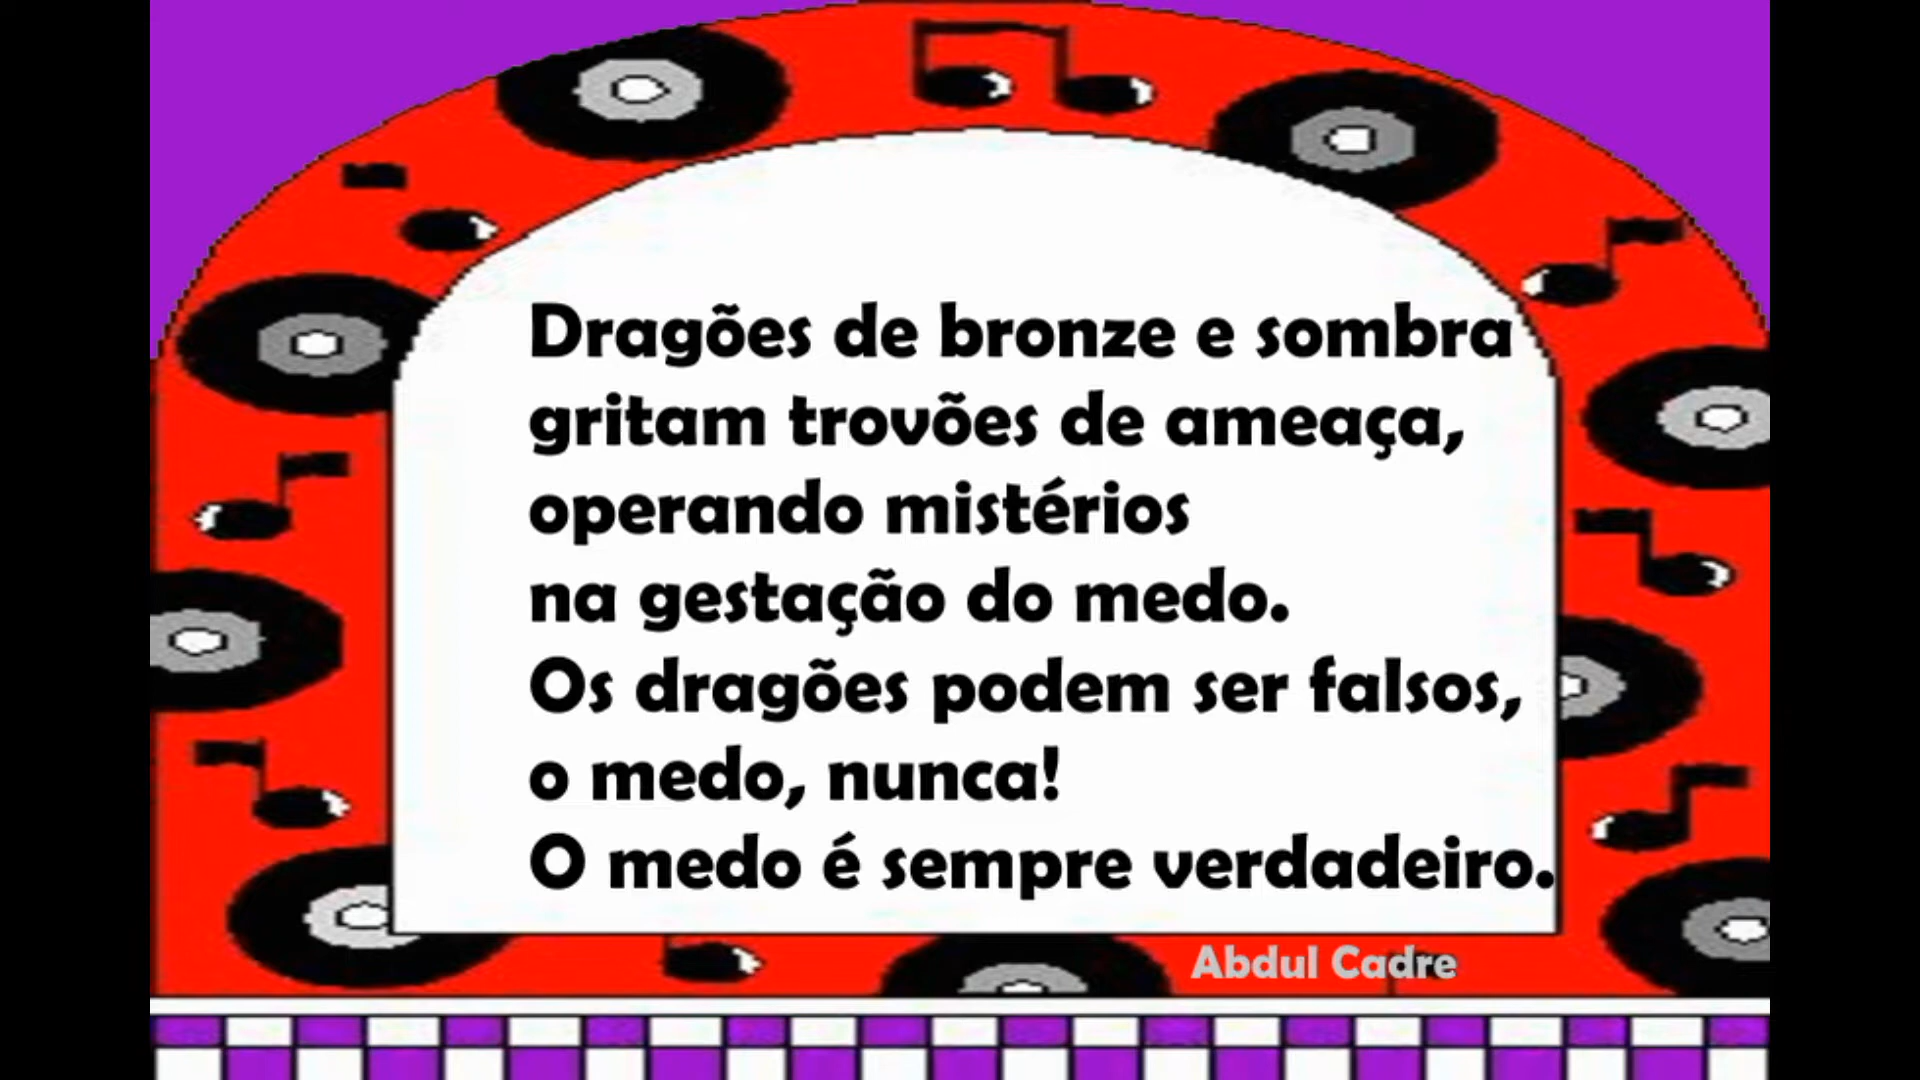 Dragões de bronze e sombra
gritam trovões de ameaça,
operando mistérios
na gestação do medo.
Os dragões podem ser falsos,
o medo, nunca!
O medo é sempre verdadeiro.
Abdul Cadre